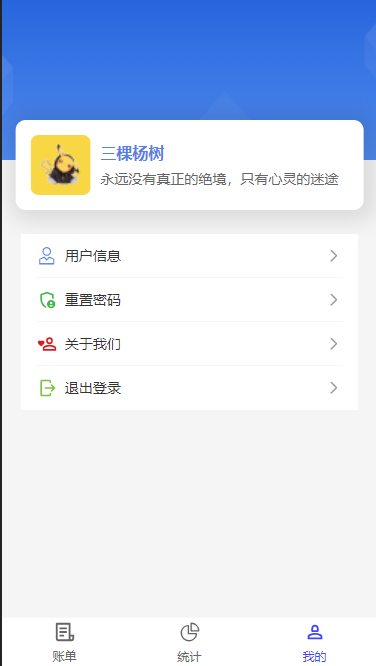 三棵杨树
永远没有真正的绝境，只有心灵的迷途
用户信息
重置密码
关于我们
退出登录
账单
统计
我的